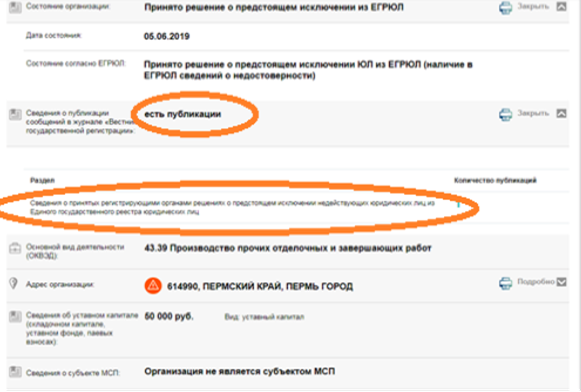 Состояние организации: Принято решение о предстоящем исключении из ЕГРЮЛ Закрыть
Дата состояния: 05.06.2019
Состояние согласно ЕГРЮЛ: Принято решение о предстоящем исключении ЮЛ из ЕГРЮЛ (наличие в
ЕГРЮЛ сведений о недостоверности)
Сведения о публикации есть публикации Закрыть
сообщений в журнале «Вестник
государственной регистрации»:
Раздел Количество публикаций
Сведения о принятых регистрирующими органами решениях о предстоящем исключении недействующих юридических лиц из 1
Единого государственного реестра юридических лиц
Основной вид деятельности 43.39 Производство прочих отделочных и завершающих работ
(ОКВЭД):
Адрес организации: 614990, ПЕРМСКИЙ КРАЙ, ПЕРМЬ ГОРОД Подробно
Сведения об уставном капитале 50 000 руб. Вид: уставный капитал
(складочном капитале,
уставном фонде, паевых
взносах):
Сведения о субъекте МСП: Организация не является субъектом МСП